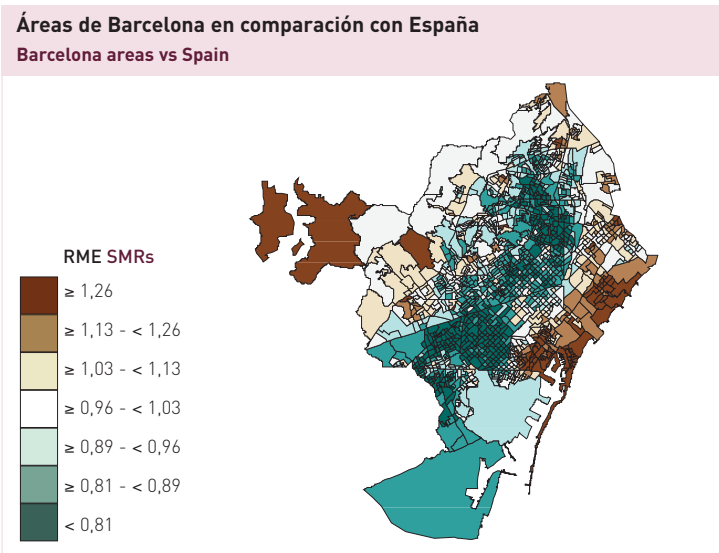 Áreas de Barcelona en comparación con España
Barcelona areas vs Spain
RME SMRs
≥ 1,26
≥ 1,13 - < 1,26
≥ 1,03 - < 1,13
≥ 0,96 - < 1,03
≥ 0,89 - < 0,96
≥ 0,81 - < 0,89
< 0,81